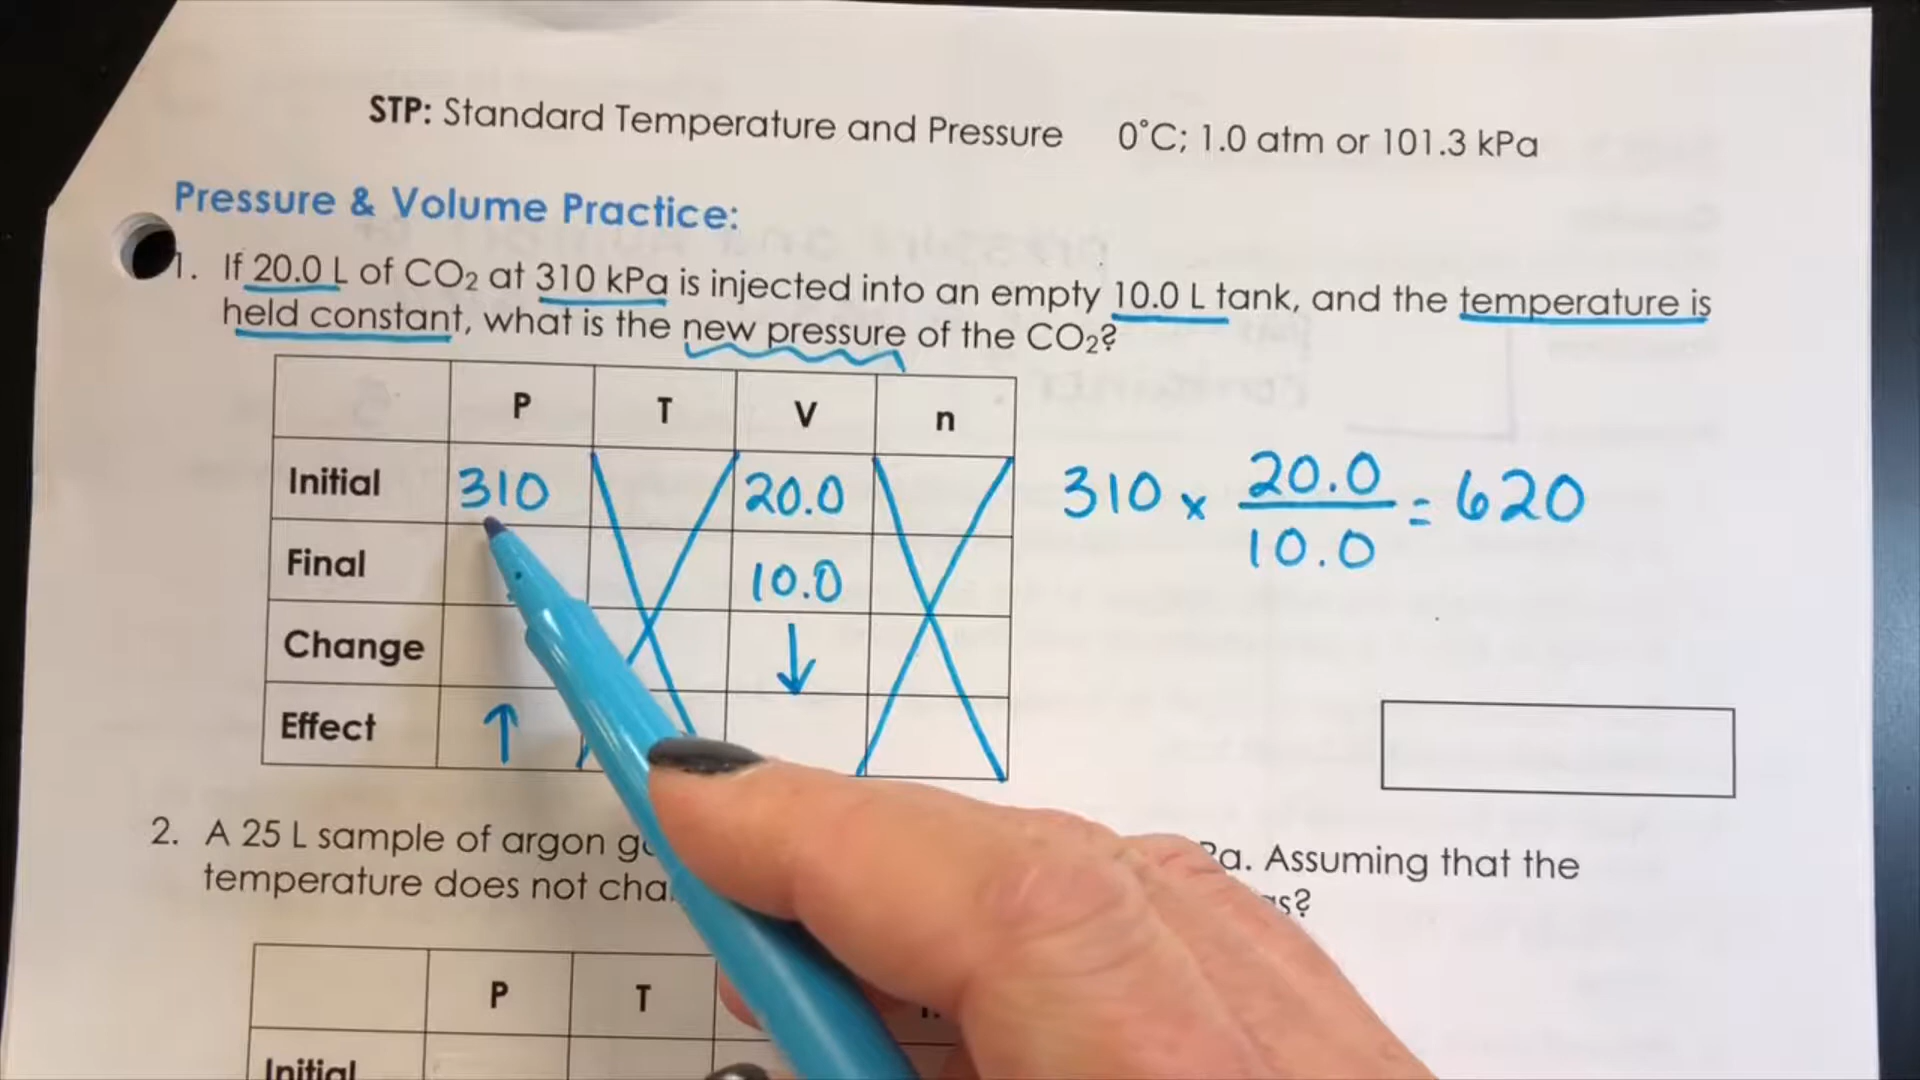 STP: Standard Temperature and Pressure 0°C; 1.0 atm or 101.3 kPa
Pressure & Volume Practice:
1. If 20.0 L of CO₂ at 310 kPa is injected into an empty 10.0 L tank, and the temperature is
held constant, what is the new pressure of the CO₂?
P T V n
Initial 310 20.0
Final 10.0
Change ↓
Effect ↑
310 x 20.0 / 10.0 = 620
2. A 25 L sample of argon Assuming that the
temperature does not
P T
Initial